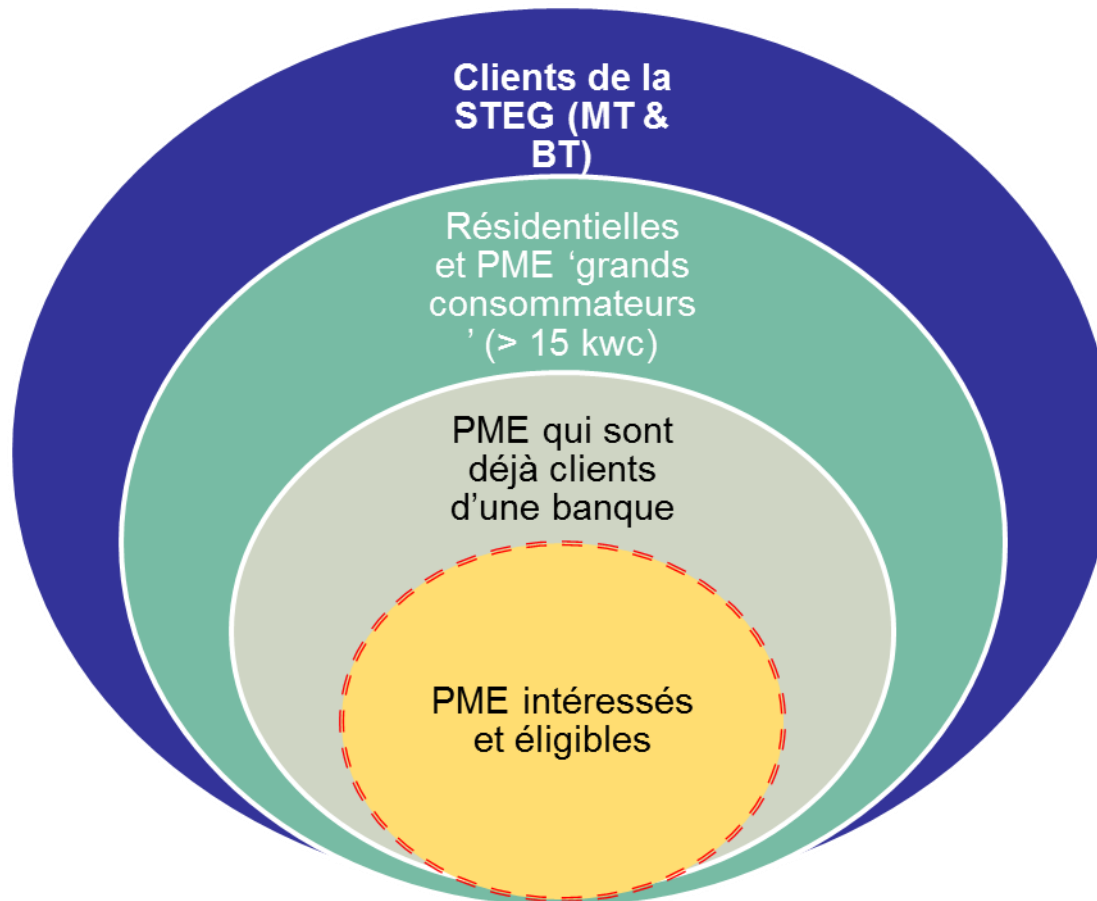 Clients de la
STEG (MT &
BT)
Résidentielles
et PME ‘grands
consommateurs
’ (> 15 kwc)
PME qui sont
déjà clients
d’une banque
PME intéressés
et éligibles